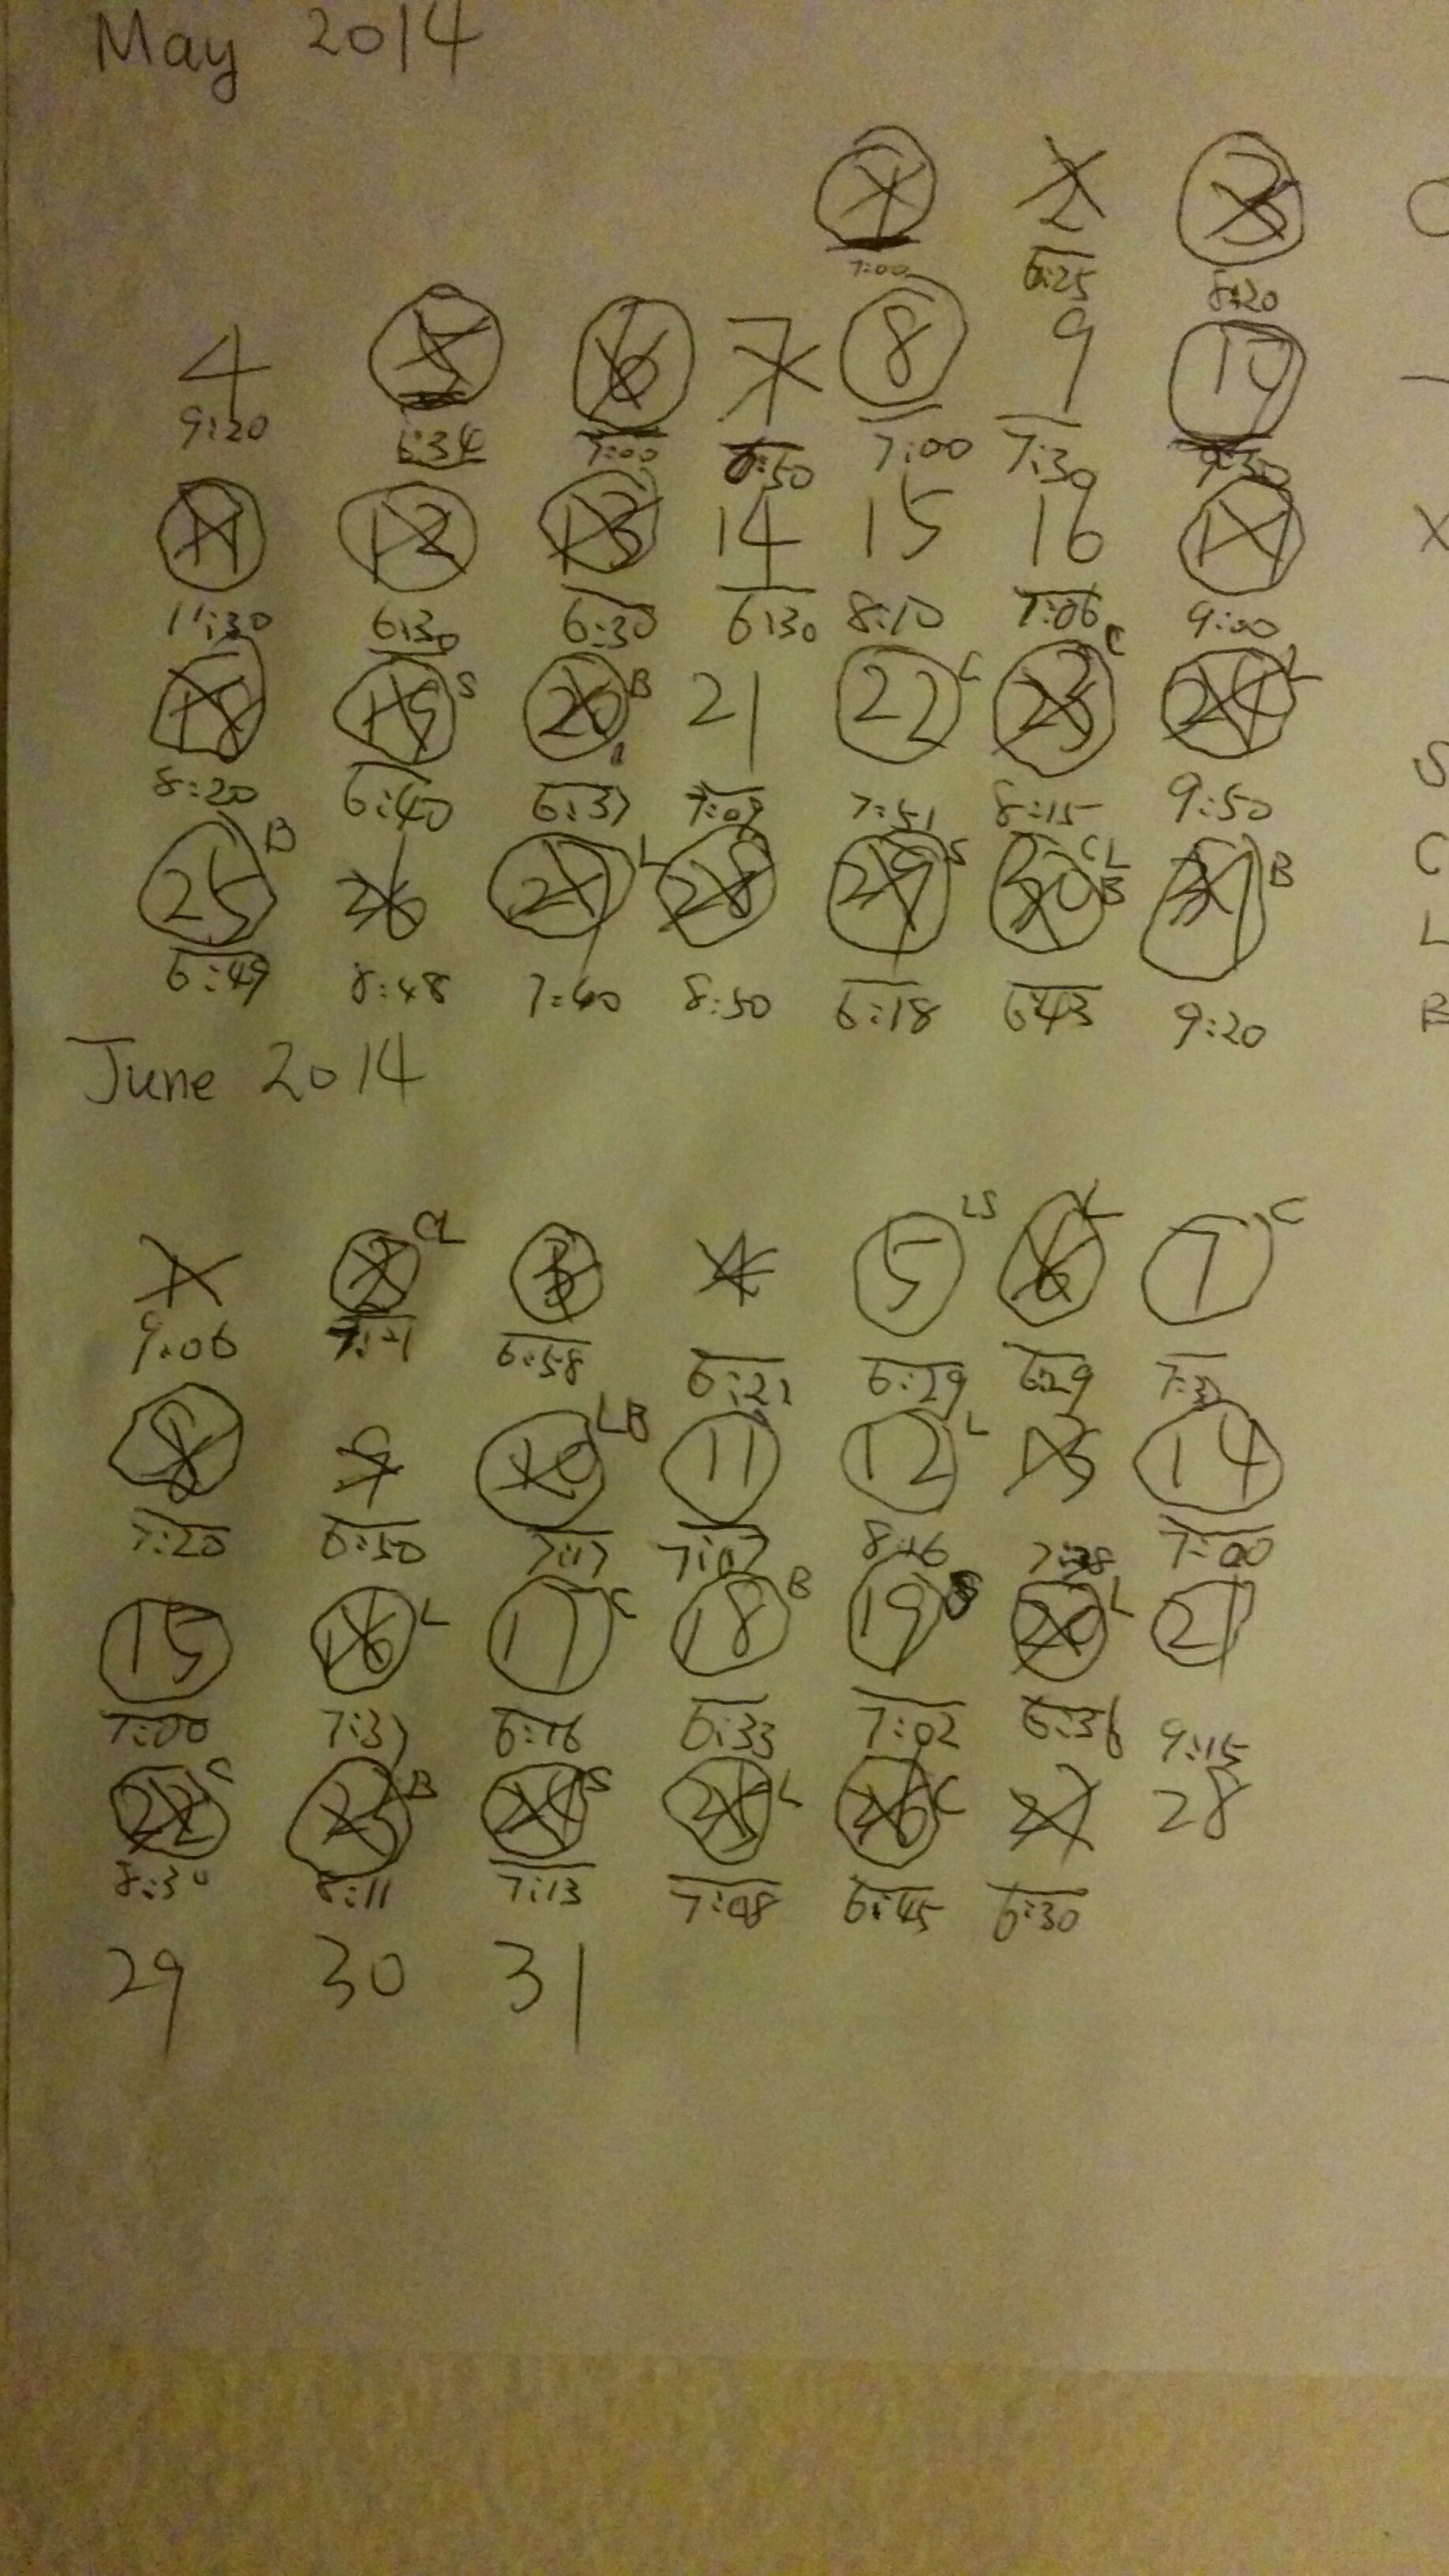 May 2014
1 2 3
7:00 6:25 8:20
4 5 6 7 8 9 10
9:20 6:34 7:00 6:50 7:00 7:30 9:30
11 12 13 14 15 16 17
11:30 6:30 6:30 6:30 8:10 7:06 9:00
18 19 S 20 B 21 22 C 23 C 24 L
8:20 6:40 6:37 7:09 7:51 8:15 9:50
25 B 26 27 L 28 29 S 30 CL B 31 B
6:49 8:48 7:40 8:50 6:18 6:43 9:20
S
C
L
B
June 2014
1 2 CL 3 4 5 LS 6 L 7 C
9:06 7:21 6:58 6:21 6:29 6:29
8 9 10 LB 11 12 L 13 14
7:20 6:50 7:17 7:07 8:16 7:38 7:00
15 16 L 17 C 18 B 19 20 L 21
7:00 7:37 6:16 6:33 7:02 6:36 9:15
22 C 23 B 24 S 25 L 26 C 27 28
8:30 8:11 7:13 7:08 6:45 6:30
29 30 31